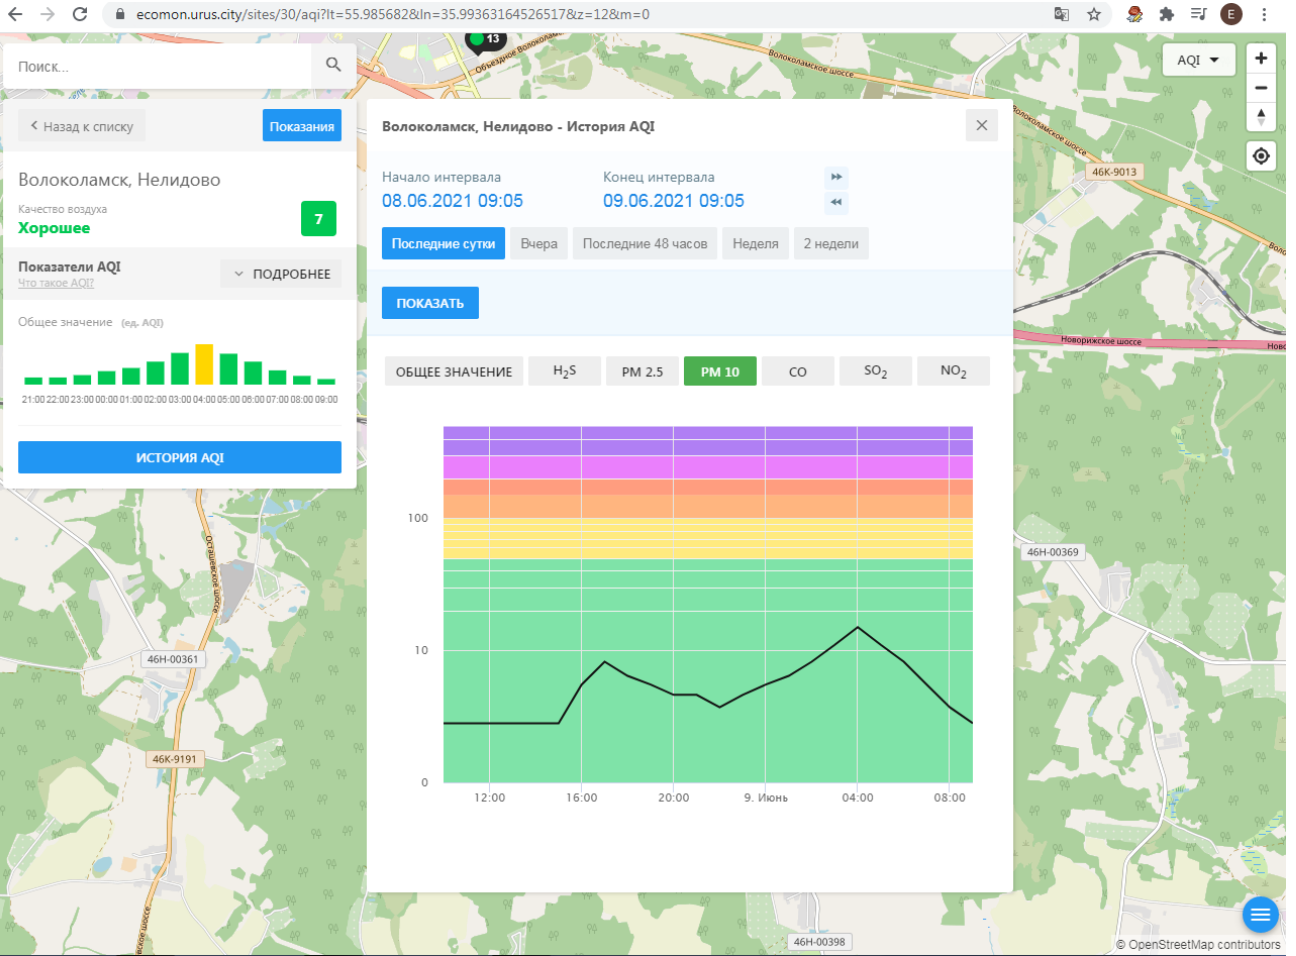 ecomon.urus.city/sites/30/aqi?lt=55.985682&ln=35.99363164526517&z=12&m=0
E
13
Объездное Волоколамск
Волоколамское шоссе
Поиск...
AQI
Назад к списку
Показания
Волоколамск, Нелидово - История AQI
Волоколамское шоссе
46К-9013
Волоколамск, Нелидово
Качество воздуха
Хорошее
7
Начало интервала
Конец интервала
08.06.2021 09:05
09.06.2021 09:05
Последние сутки
Вчера
Последние 48 часов
Неделя
2 недели
Показатели AQI
Что такое AQI?
ПОДРОБНЕЕ
ПОКАЗАТЬ
Общее значение (ед. AQI)
21:00 22:00 23:00 00:00 01:00 02:00 03:00 04:00 05:00 06:00 07:00 08:00 09:00
Новорижское шоссе
Ново
ОБЩЕЕ ЗНАЧЕНИЕ
H2S
PM 2.5
PM 10
CO
SO2
NO2
ИСТОРИЯ AQI
100
10
0
12:00
16:00
20:00
9. Июнь
04:00
08:00
Осташёвское шоссе
46Н-00369
46Н-00361
46К-9191
46Н-00398
© OpenStreetMap contributors